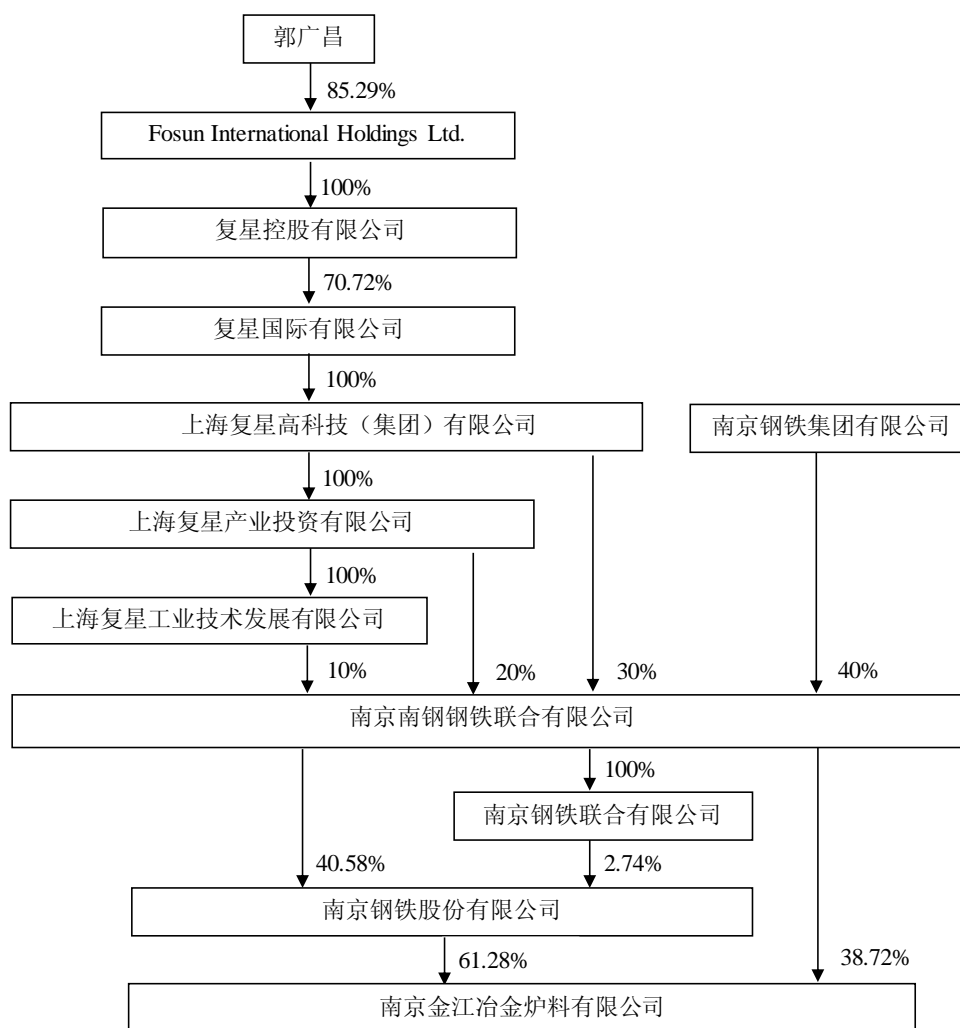 郭广昌
85.29%
Fosun International Holdings Ltd.
100%
复星控股有限公司
70.72%
复星国际有限公司
100%
上海复星高科技（集团）有限公司
南京钢铁集团有限公司
100%
上海复星产业投资有限公司
100%
上海复星工业技术发展有限公司
10%
20%
30%
40%
南京南钢钢铁联合有限公司
100%
南京钢铁联合有限公司
40.58%
2.74%
南京钢铁股份有限公司
61.28%
38.72%
南京金江冶金炉料有限公司